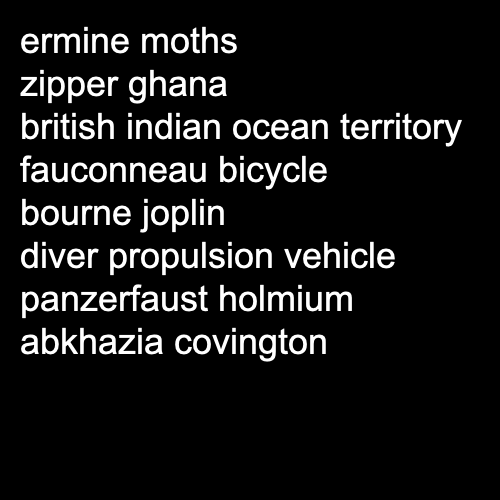 ermine moths
zipper ghana
british indian ocean territory
fauconneau bicycle
bourne joplin
diver propulsion vehicle
panzerfaust holmium
abkhazia covington